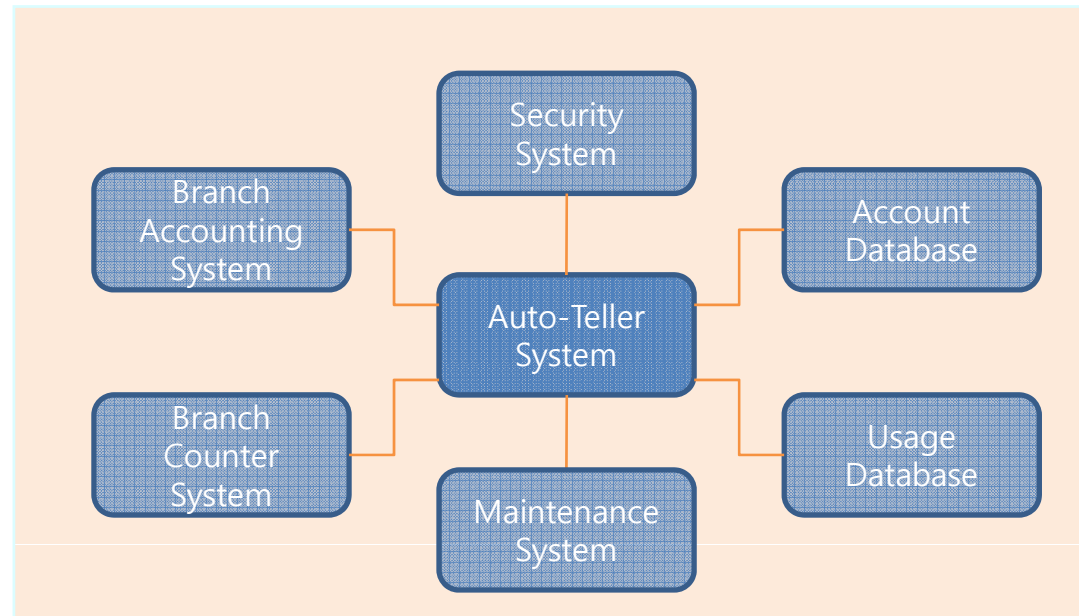 Security
System
Branch
Accounting
System
Account
Database
Auto-Teller
System
Branch
Counter
System
Usage
Database
Maintenance
System